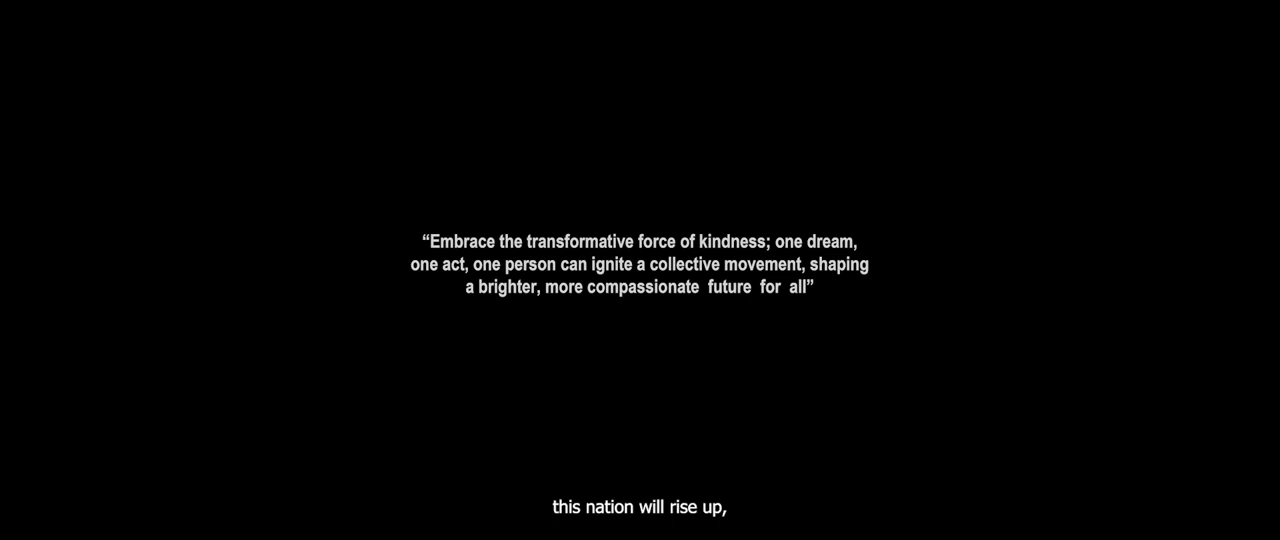 “Embrace the transformative force of kindness; one dream,
one act, one person can ignite a collective movement, shaping
a brighter, more compassionate future for all”
this nation will rise up,